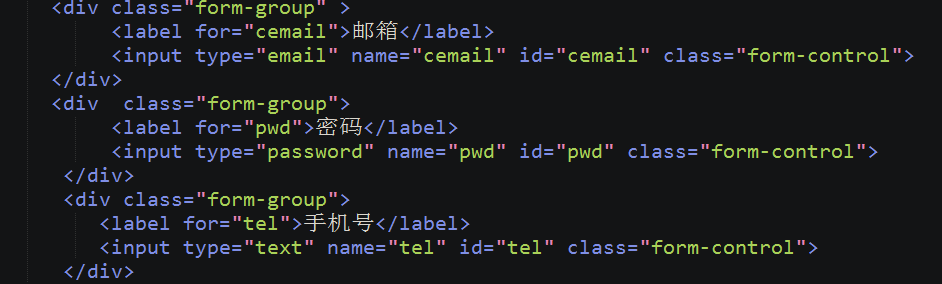 <div class="form-group" >
<label for="cemail">邮箱</label>
<input type="email" name="cemail" id="cemail" class="form-control">
</div>
<div  class="form-group">
<label for="pwd">密码</label>
<input type="password" name="pwd" id="pwd" class="form-control">
</div>
<div class="form-group">
<label for="tel">手机号</label>
<input type="text" name="tel" id="tel" class="form-control">
</div>